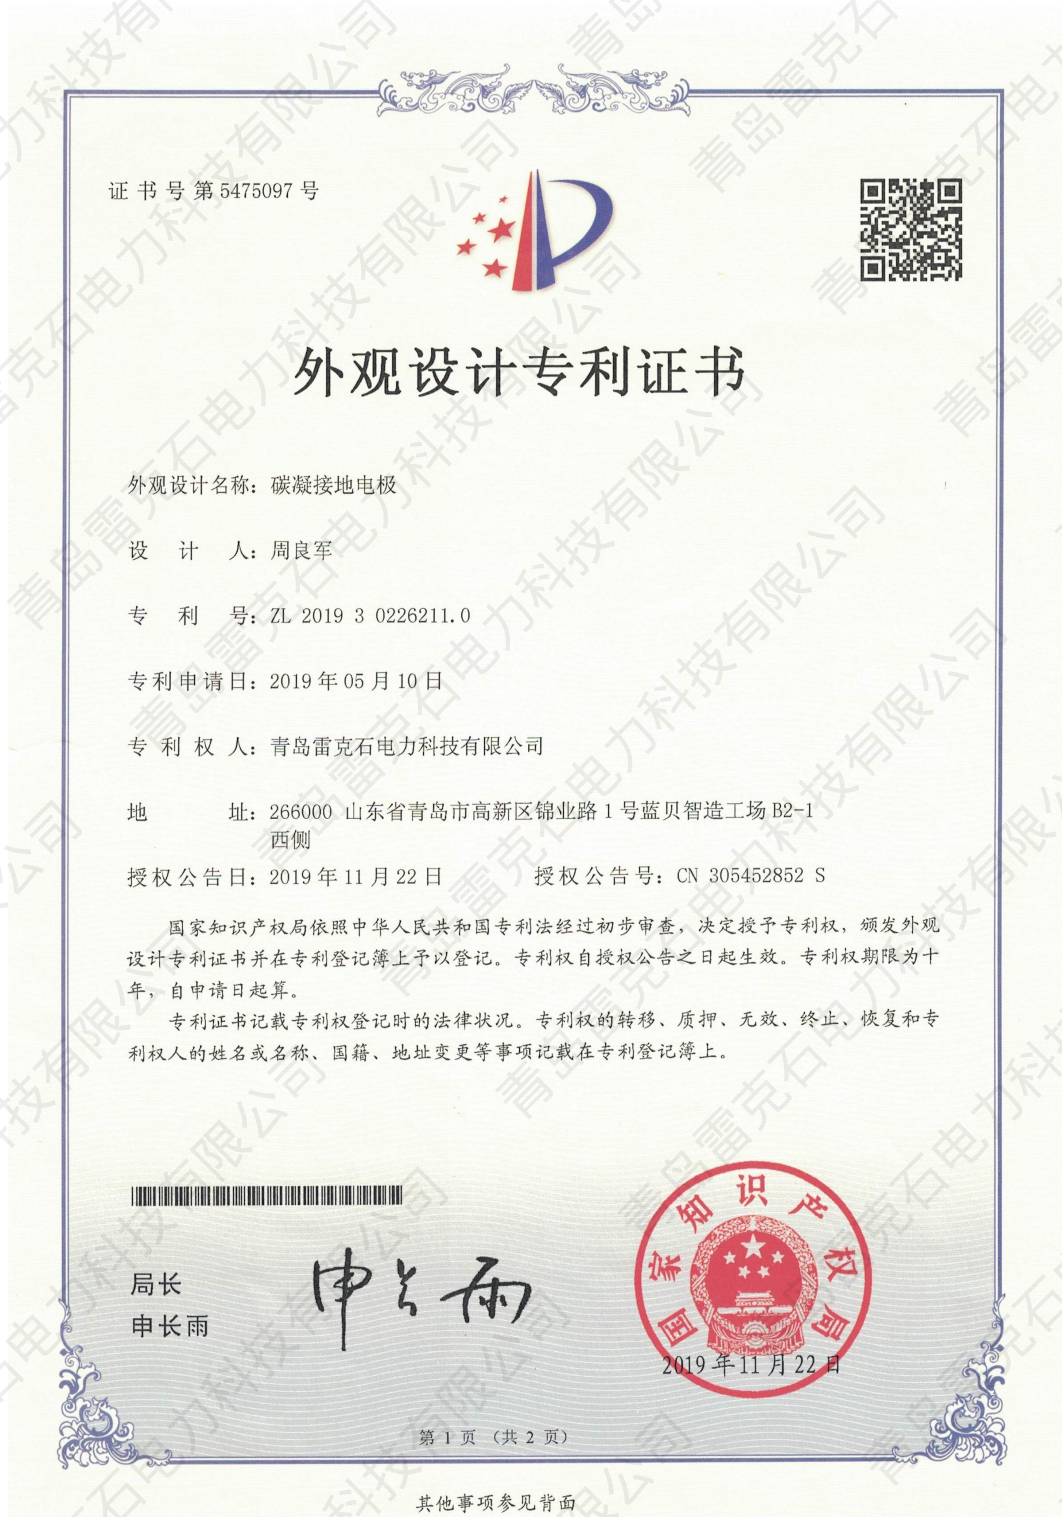 证书号第5475097号
外观设计专利证书
外观设计名称：碳凝接地电极
设计人：周良军
专利号：ZL 2019 3 0226211.0
专利申请日：2019年05月10日
专利权人：青岛雷克石电力科技有限公司
地址：266000 山东省青岛市高新区锦业路1号蓝贝智造工场B2-1
西侧
授权公告日：2019年11月22日 授权公告号：CN 305452852 S
国家知识产权局依照中华人民共和国专利法经过初步审查，决定授予专利权，颁发外观
设计专利证书并在专利登记簿上予以登记。专利权自授权公告之日起生效。专利权期限为十
年，自申请日起算。
专利证书记载专利权登记时的法律状况。专利权的转移、质押、无效、终止、恢复和专
利权人的姓名或名称、国籍、地址变更等事项记载在专利登记簿上。
局长
申长雨
申长雨
国家知识产权局
2019年11月22日
第1页（共2页）
其他事项参见背面
青岛雷克石电力科技有限公司